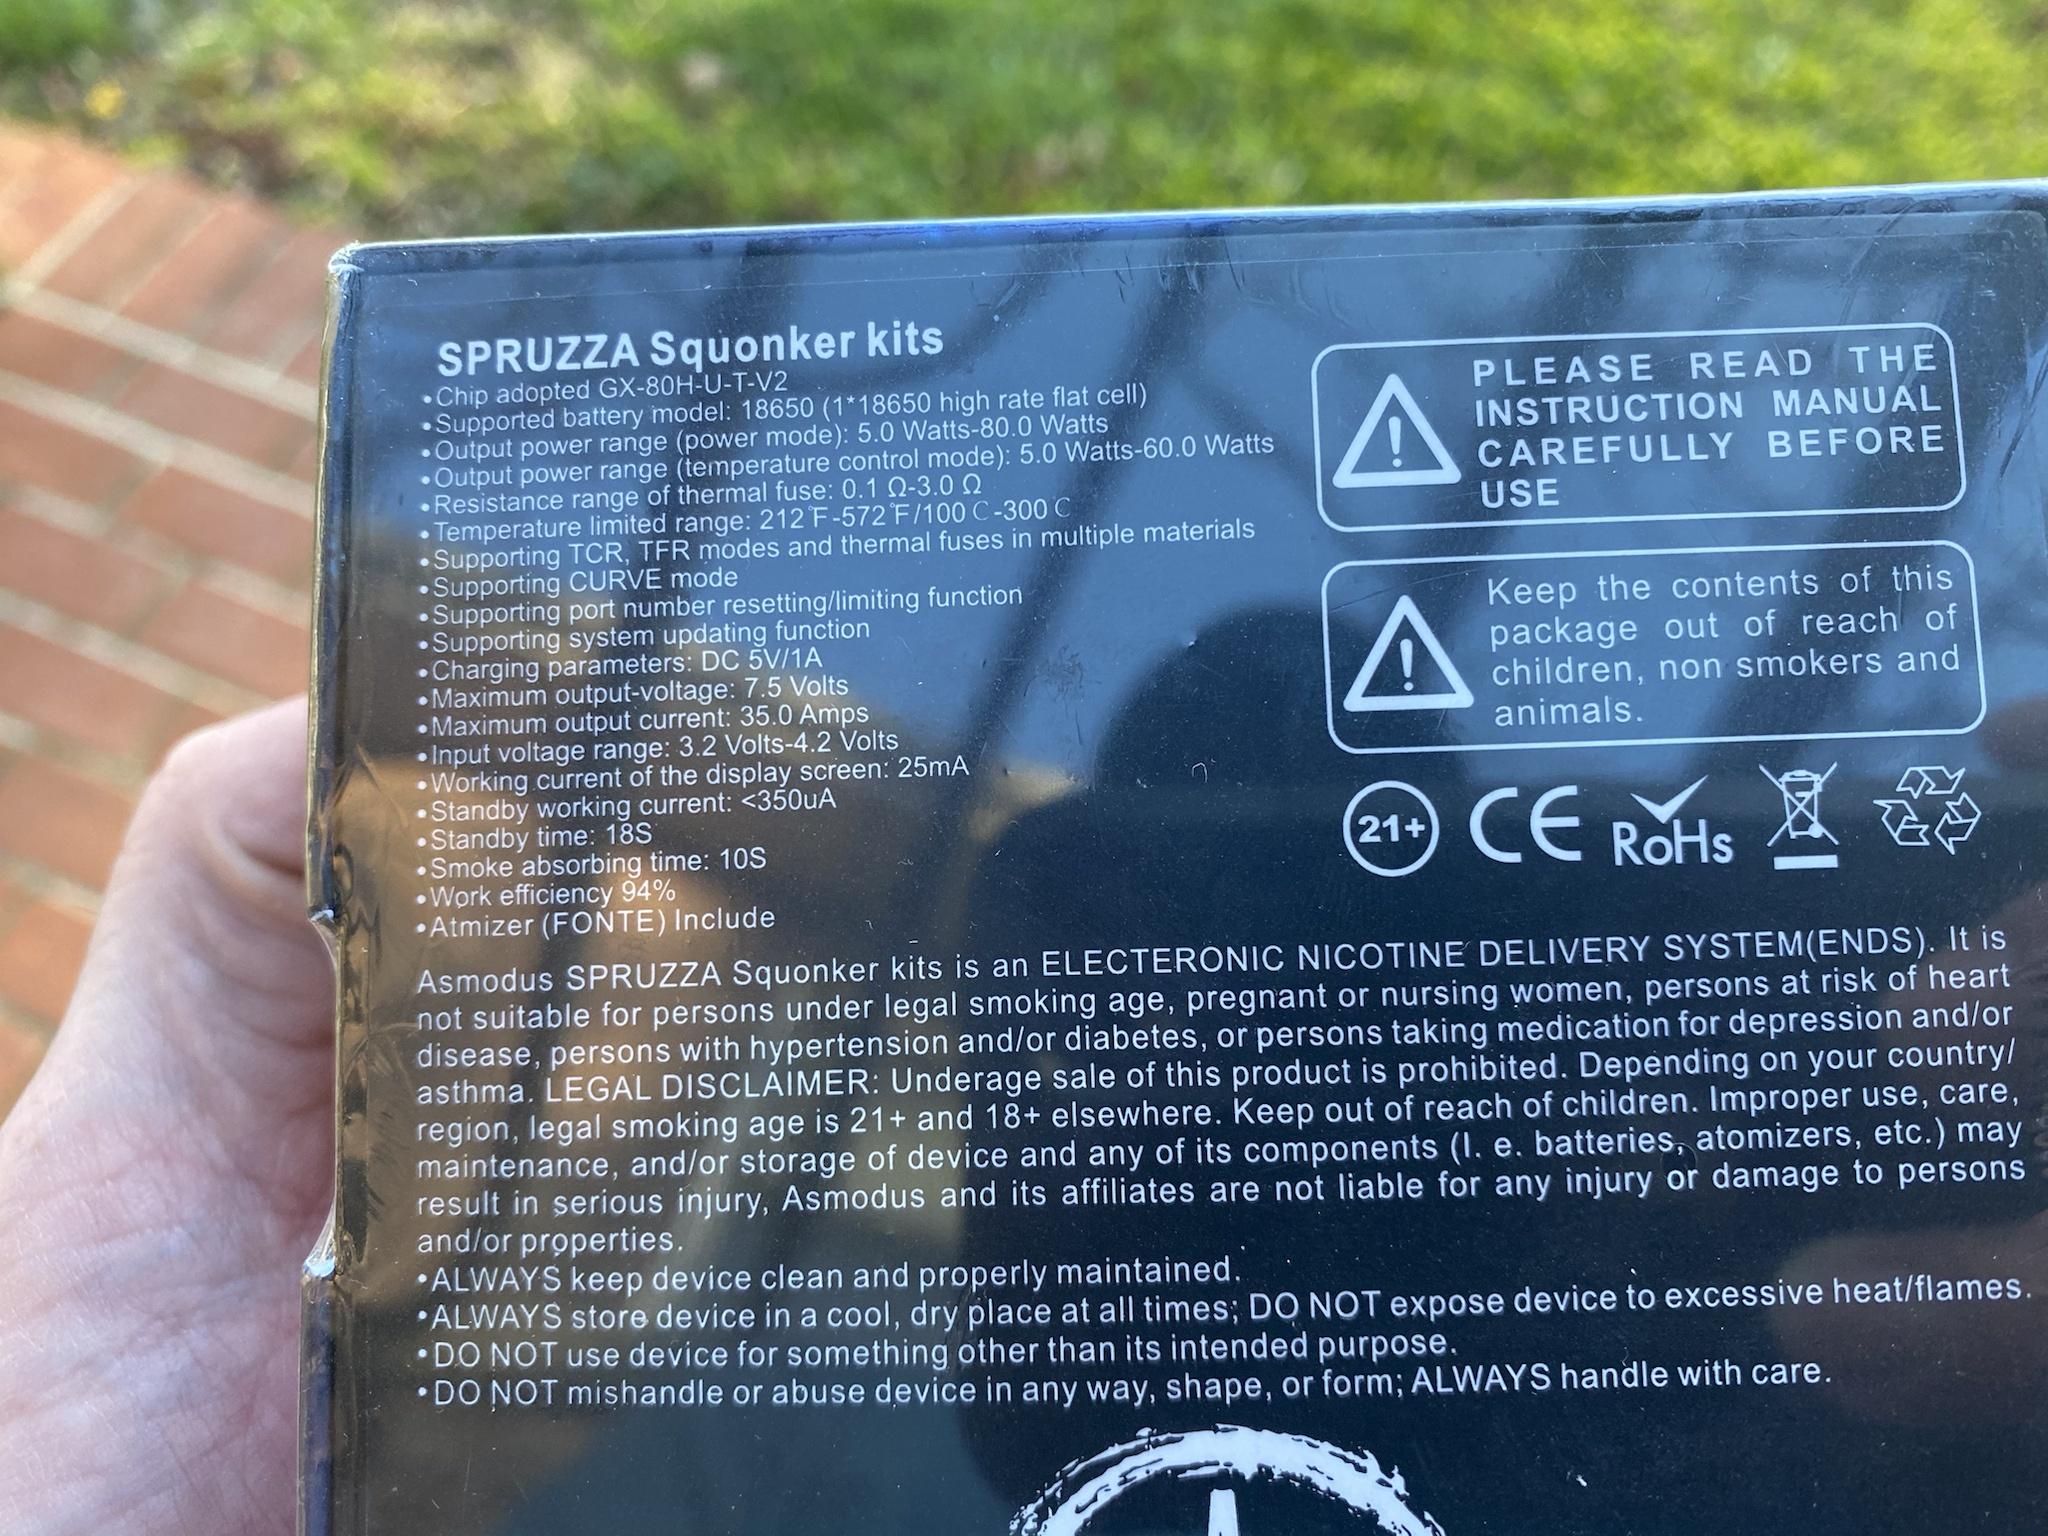 SPRUZZA Squonker kits
•Chip adopted GX-80H-U-T-V2
•Supported battery model: 18650 (1*18650 high rate flat cell)
•Output power range (power mode): 5.0 Watts-80.0 Watts
•Output power range (temperature control mode): 5.0 Watts-60.0 Watts
•Resistance range of thermal fuse: 0.1 Ω-3.0 Ω
•Temperature limited range: 212℉-572℉/100℃-300℃
•Supporting TCR, TFR modes and thermal fuses in multiple materials
•Supporting CURVE mode
•Supporting port number resetting/limiting function
•Supporting system updating function
•Charging parameters: DC 5V/1A
•Maximum output-voltage: 7.5 Volts
•Maximum output current: 35.0 Amps
•Input voltage range: 3.2 Volts-4.2 Volts
•Working current of the display screen: 25mA
•Standby working current: <350uA
•Standby time: 18S
•Smoke absorbing time: 10S
•Work efficiency 94%
•Atmizer (FONTE) Include
PLEASE READ THE
INSTRUCTION MANUAL
CAREFULLY BEFORE
USE
Keep the contents of this
package out of reach of
children, non smokers and
animals.
21+ CE RoHs
Asmodus SPRUZZA Squonker kits is an ELECTERONIC NICOTINE DELIVERY SYSTEM(ENDS). It is
not suitable for persons under legal smoking age, pregnant or nursing women, persons at risk of heart
disease, persons with hypertension and/or diabetes, or persons taking medication for depression and/or
asthma. LEGAL DISCLAIMER: Underage sale of this product is prohibited. Depending on your country/
region, legal smoking age is 21+ and 18+ elsewhere. Keep out of reach of children. Improper use, care,
maintenance, and/or storage of device and any of its components (I. e. batteries, atomizers, etc.) may
result in serious injury, Asmodus and its affiliates are not liable for any injury or damage to persons
and/or properties.
•ALWAYS keep device clean and properly maintained.
•ALWAYS store device in a cool, dry place at all times; DO NOT expose device to excessive heat/flames.
•DO NOT use device for something other than its intended purpose.
•DO NOT mishandle or abuse device in any way, shape, or form; ALWAYS handle with care.